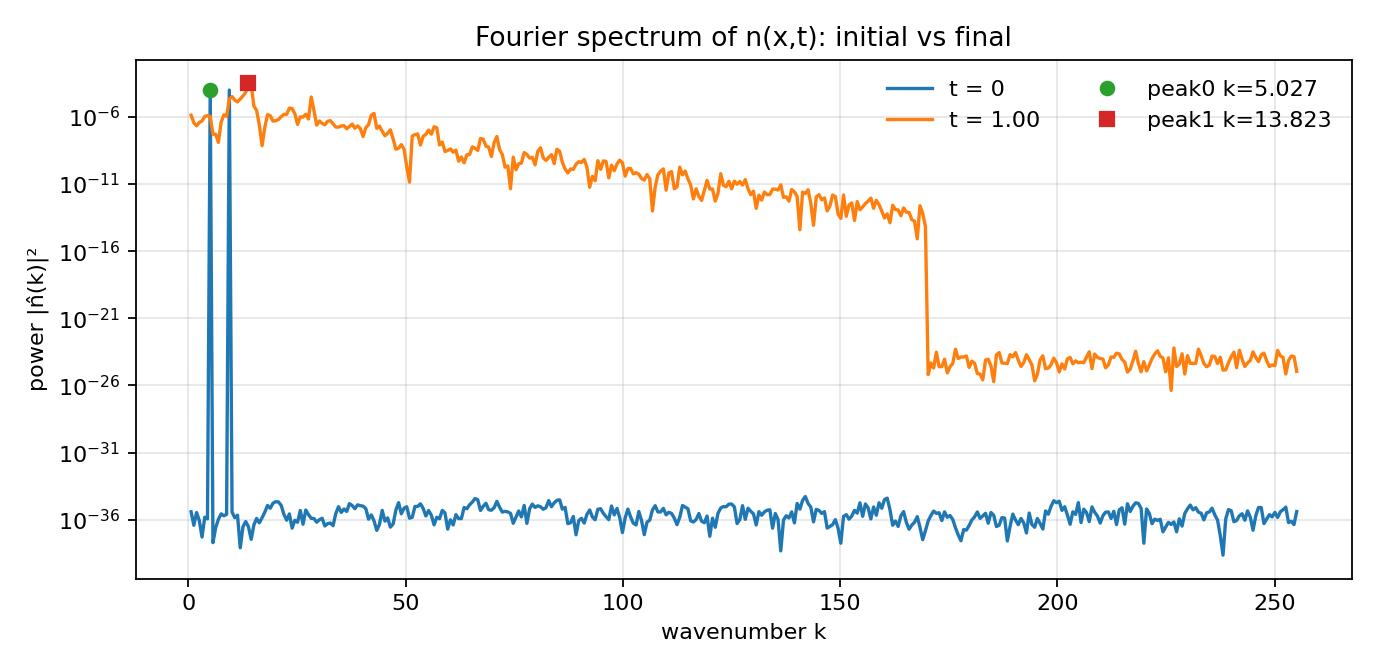 Fourier spectrum of n(x,t): initial vs final
t = 0
t = 1.00
peak0 k=5.027
peak1 k=13.823
power |n̂(k)|²
10⁻⁶
10⁻¹¹
10⁻¹⁶
10⁻²¹
10⁻²⁶
10⁻³¹
10⁻³⁶
0 50 100 150 200 250
wavenumber k